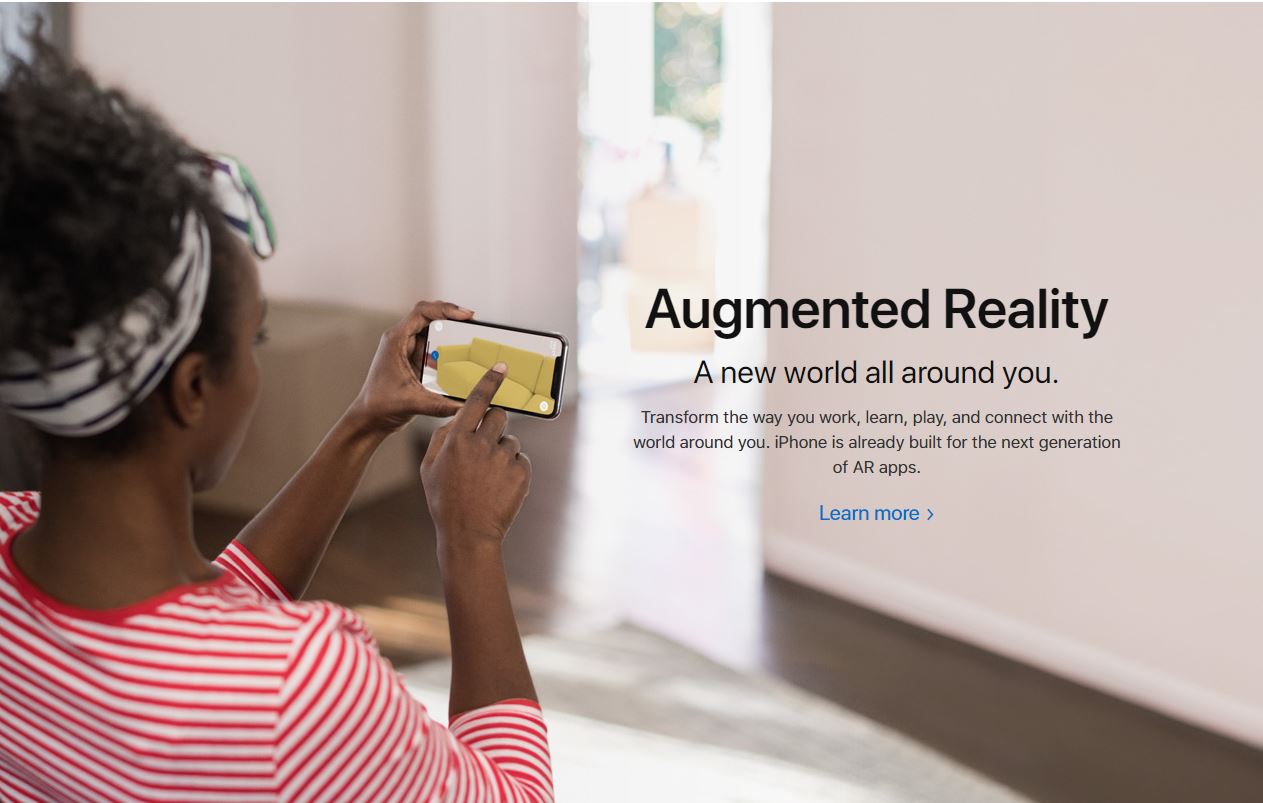 Augmented Reality
A new world all around you.
Transform the way you work, learn, play, and connect with the
world around you. iPhone is already built for the next generation
of AR apps.
Learn more >